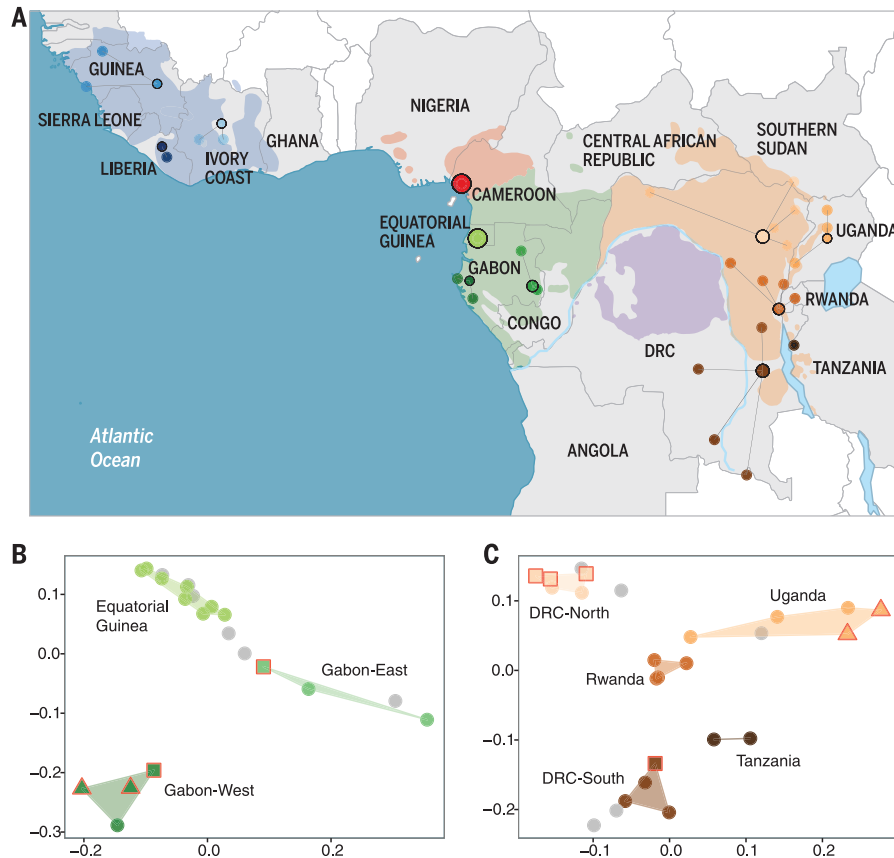 A
GUINEA
NIGERIA
SIERRA LEONE
GHANA
CENTRAL AFRICAN
REPUBLIC
SOUTHERN
SUDAN
LIBERIA
IVORY
COAST
CAMEROON
EQUATORIAL
GUINEA
UGANDA
GABON
RWANDA
CONGO
DRC
TANZANIA
Atlantic
Ocean
ANGOLA
B
0.1
0.0
−0.1
−0.2
−0.3
Equatorial
Guinea
Gabon-East
Gabon-West
−0.2
0.0
0.2
C
0.1
0.0
−0.1
−0.2
DRC-North
Uganda
Rwanda
Tanzania
DRC-South
−0.1
0.0
0.1
0.2